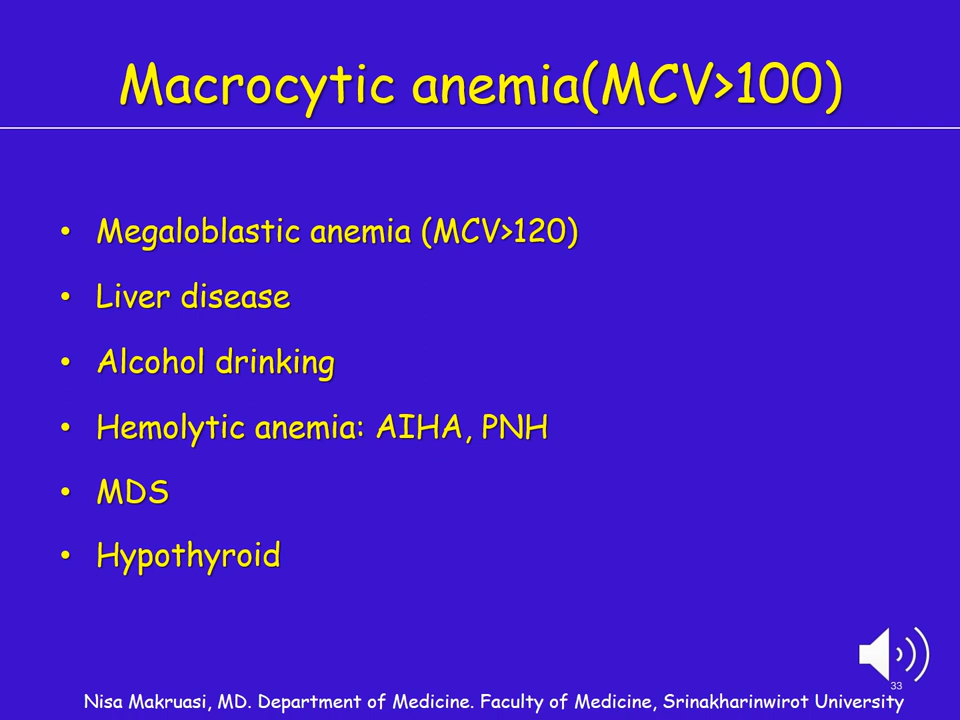 Macrocytic anemia(MCV>100)
• Megaloblastic anemia (MCV>120)
• Liver disease
• Alcohol drinking
• Hemolytic anemia: AIHA, PNH
• MDS
• Hypothyroid
33
Nisa Makruasi, MD. Department of Medicine. Faculty of Medicine, Srinakharinwirot University